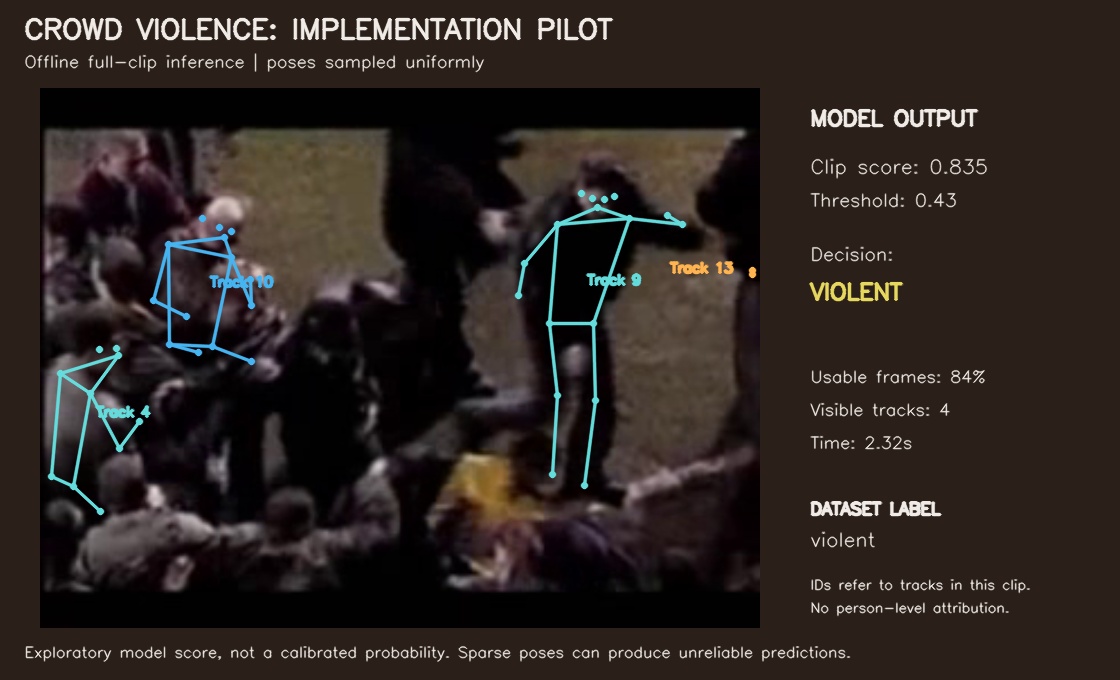 CROWD VIOLENCE: IMPLEMENTATION PILOT
Offline full-clip inference | poses sampled uniformly
MODEL OUTPUT
Clip score: 0.835
Threshold: 0.43
Decision:
VIOLENT
Usable frames: 84%
Visible tracks: 4
Time: 2.32s
DATASET LABEL
violent
IDs refer to tracks in this clip.
No person-level attribution.
Track 10
Track 9
Track 13
Track 4
Exploratory model score, not a calibrated probability. Sparse poses can produce unreliable predictions.